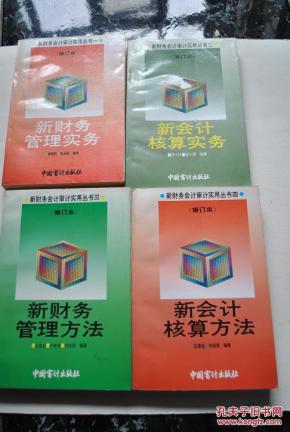 新财务会计审计实用丛书一
(修订本)
新财务
管理实务
中国审计出版社
新财务会计审计实用丛书二
(修订本)
新会计
核算实务
中国审计出版社
新财务会计审计实用丛书三
(修订本)
新财务
管理方法
中国审计出版社
新财务会计审计实用丛书四
(修订本)
新会计
核算方法
编著
中国审计出版社
孔夫子旧书网